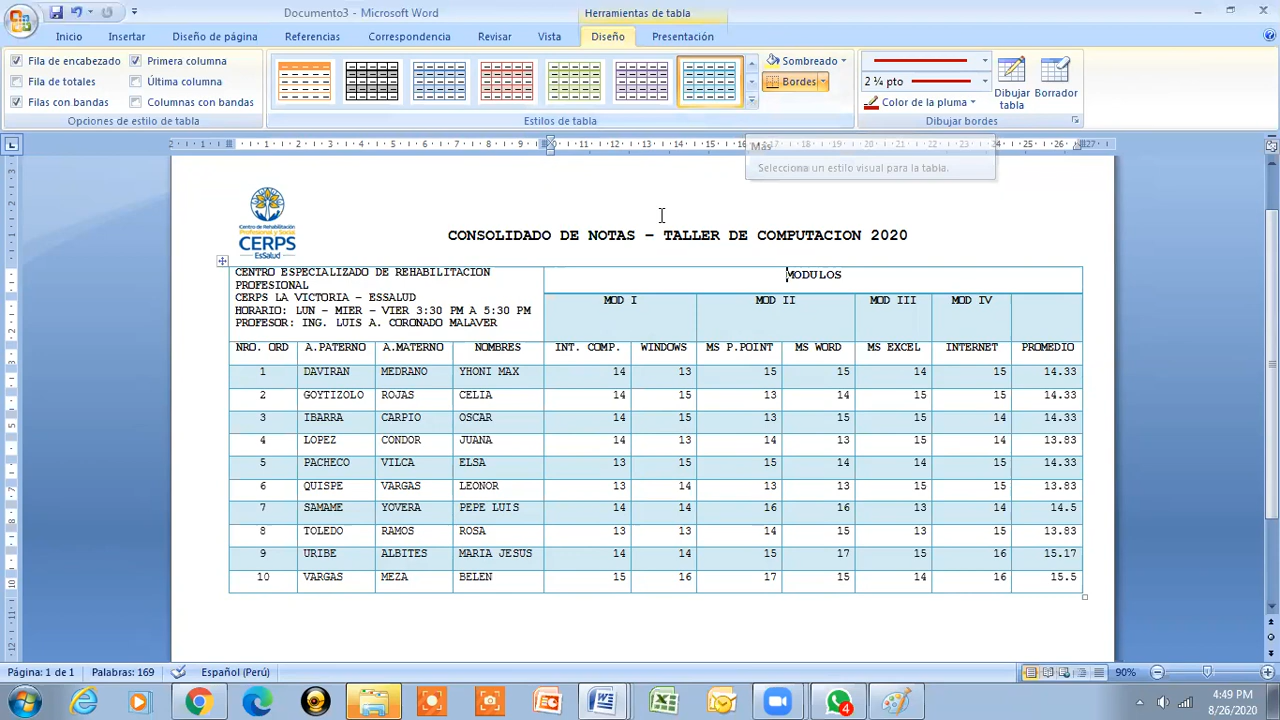 Documento3 - Microsoft Word
Herramientas de tabla
Inicio Insertar Diseño de página Referencias Correspondencia Revisar Vista Diseño Presentación
Fila de encabezado Primera columna
Fila de totales Última columna
Filas con bandas Columnas con bandas
Opciones de estilo de tabla
Sombreado
Bordes
Estilos de tabla
2 ¼ pto
Color de la pluma
Dibujar tabla
Borrador
Dibujar bordes
Más
Selecciona un estilo visual para la tabla.
Centro de Rehabilitación
Profesional y Social
CERPS
EsSalud
CONSOLIDADO DE NOTAS – TALLER DE COMPUTACION 2020
CENTRO ESPECIALIZADO DE REHABILITACION
PROFESIONAL
CERPS LA VICTORIA – ESSALUD
HORARIO: LUN – MIER – VIER 3:30 PM A 5:30 PM
PROFESOR: ING. LUIS A. CORONADO MALAVER
MODULOS
MOD I MOD II MOD III MOD IV
NRO. ORD A.PATERNO A.MATERNO NOMBRES INT. COMP. WINDOWS MS P.POINT MS WORD MS EXCEL INTERNET PROMEDIO
1 DAVIRAN MEDRANO YHONI MAX 14 13 15 15 14 15 14.33
2 GOYTIZOLO ROJAS CELIA 14 15 13 14 15 15 14.33
3 IBARRA CARPIO OSCAR 14 15 13 15 15 14 14.33
4 LOPEZ CONDOR JUANA 14 13 14 13 15 14 13.83
5 PACHECO VILCA ELSA 13 15 15 14 14 15 14.33
6 QUISPE VARGAS LEONOR 13 14 13 13 15 15 13.83
7 SAMAME YOVERA PEPE LUIS 14 14 16 16 13 14 14.5
8 TOLEDO RAMOS ROSA 13 13 14 15 13 15 13.83
9 URIBE ALBITES MARIA JESUS 14 14 15 17 15 16 15.17
10 VARGAS MEZA BELEN 15 16 17 15 14 16 15.5
Página: 1 de 1 Palabras: 169 Español (Perú) 90%
4
4:49 PM
8/26/2020